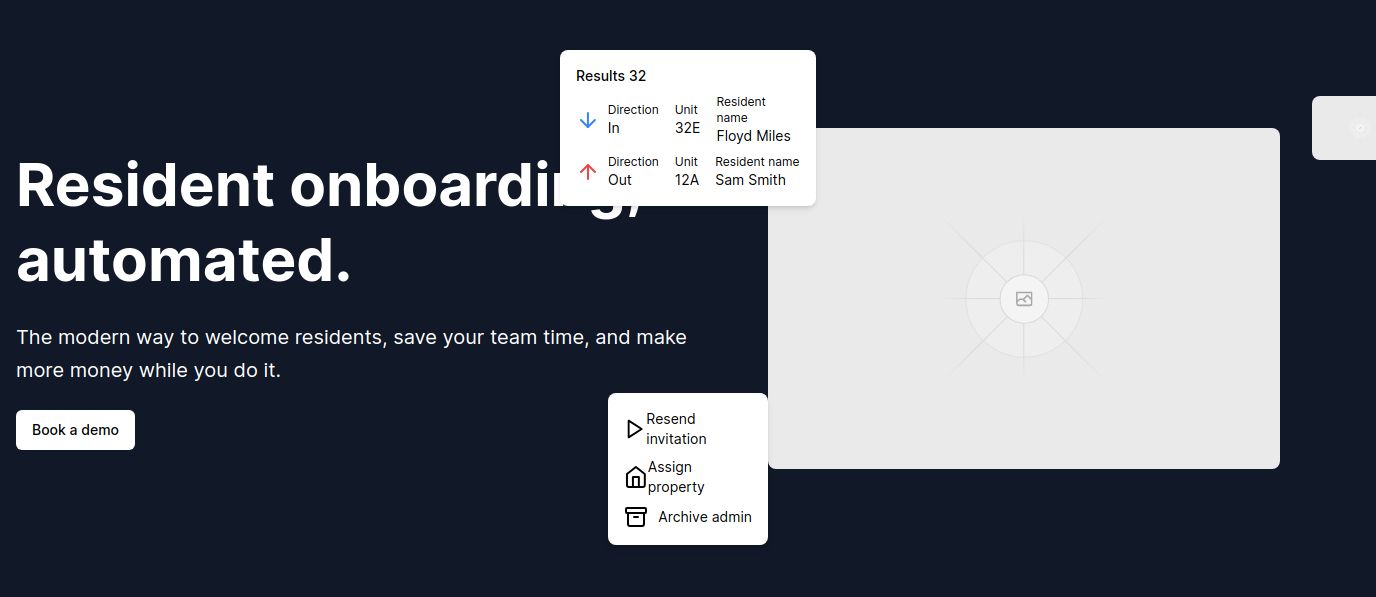 Results 32
Direction Unit Resident name
In 32E Floyd Miles
Direction Unit Resident name
Out 12A Sam Smith
Resident onboarding,
automated.
The modern way to welcome residents, save your team time, and make
more money while you do it.
Book a demo
Resend
invitation
Assign
property
Archive admin